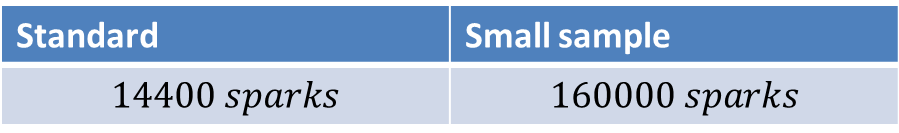 Standard Small sample
14400 sparks 160000 sparks